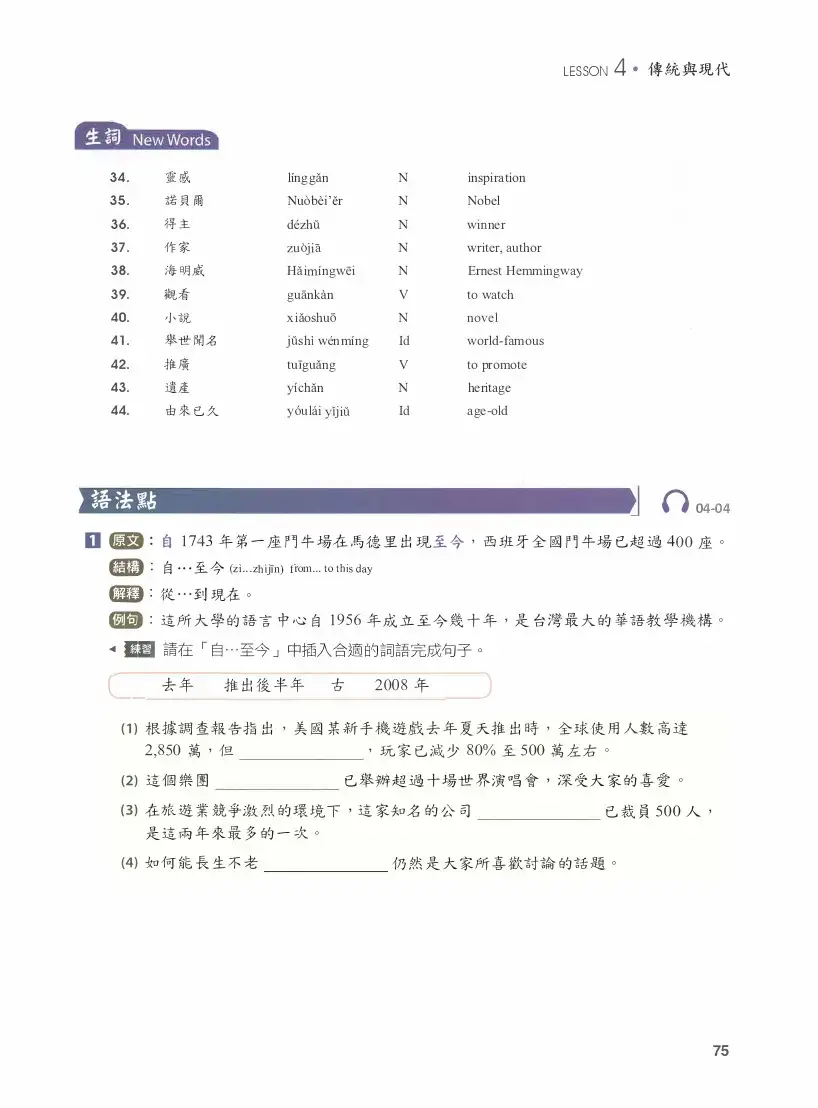 LESSON 4 • 傳統與現代
生詞 New Words
34. 靈感 línggǎn N inspiration
35. 諾貝爾 Nuòbèi’ěr N Nobel
36. 得主 dézhǔ N winner
37. 作家 zuòjiā N writer, author
38. 海明威 Hǎimíngwēi N Ernest Hemmingway
39. 觀看 guānkàn V to watch
40. 小說 xiǎoshuō N novel
41. 舉世聞名 jǔshì wénmíng Id world-famous
42. 推廣 tuīguǎng V to promote
43. 遺產 yíchǎn N heritage
44. 由來已久 yóulái yǐjiǔ Id age-old
語法點 04-04
1 原文：自 1743 年第一座鬥牛場在馬德里出現至今，西班牙全國鬥牛場已超過 400 座。
結構：自…至今 (zì...zhìjīn) from... to this day
解釋：從…到現在。
例句：這所大學的語言中心自 1956 年成立至今幾十年，是台灣最大的華語教學機構。
練習 請在「自…至今」中插入合適的詞語完成句子。
去年 推出後半年 古 2008 年
(1) 根據調查報告指出，美國某新手機遊戲去年夏天推出時，全球使用人數高達
2,850 萬，但 ________________，玩家已減少 80% 至 500 萬左右。
(2) 這個樂團 ________________ 已舉辦超過十場世界演唱會，深受大家的喜愛。
(3) 在旅遊業競爭激烈的環境下，這家知名的公司 ________________ 已裁員 500 人，
是這兩年來最多的一次。
(4) 如何能長生不老 ________________ 仍然是大家所喜歡討論的話題。
75